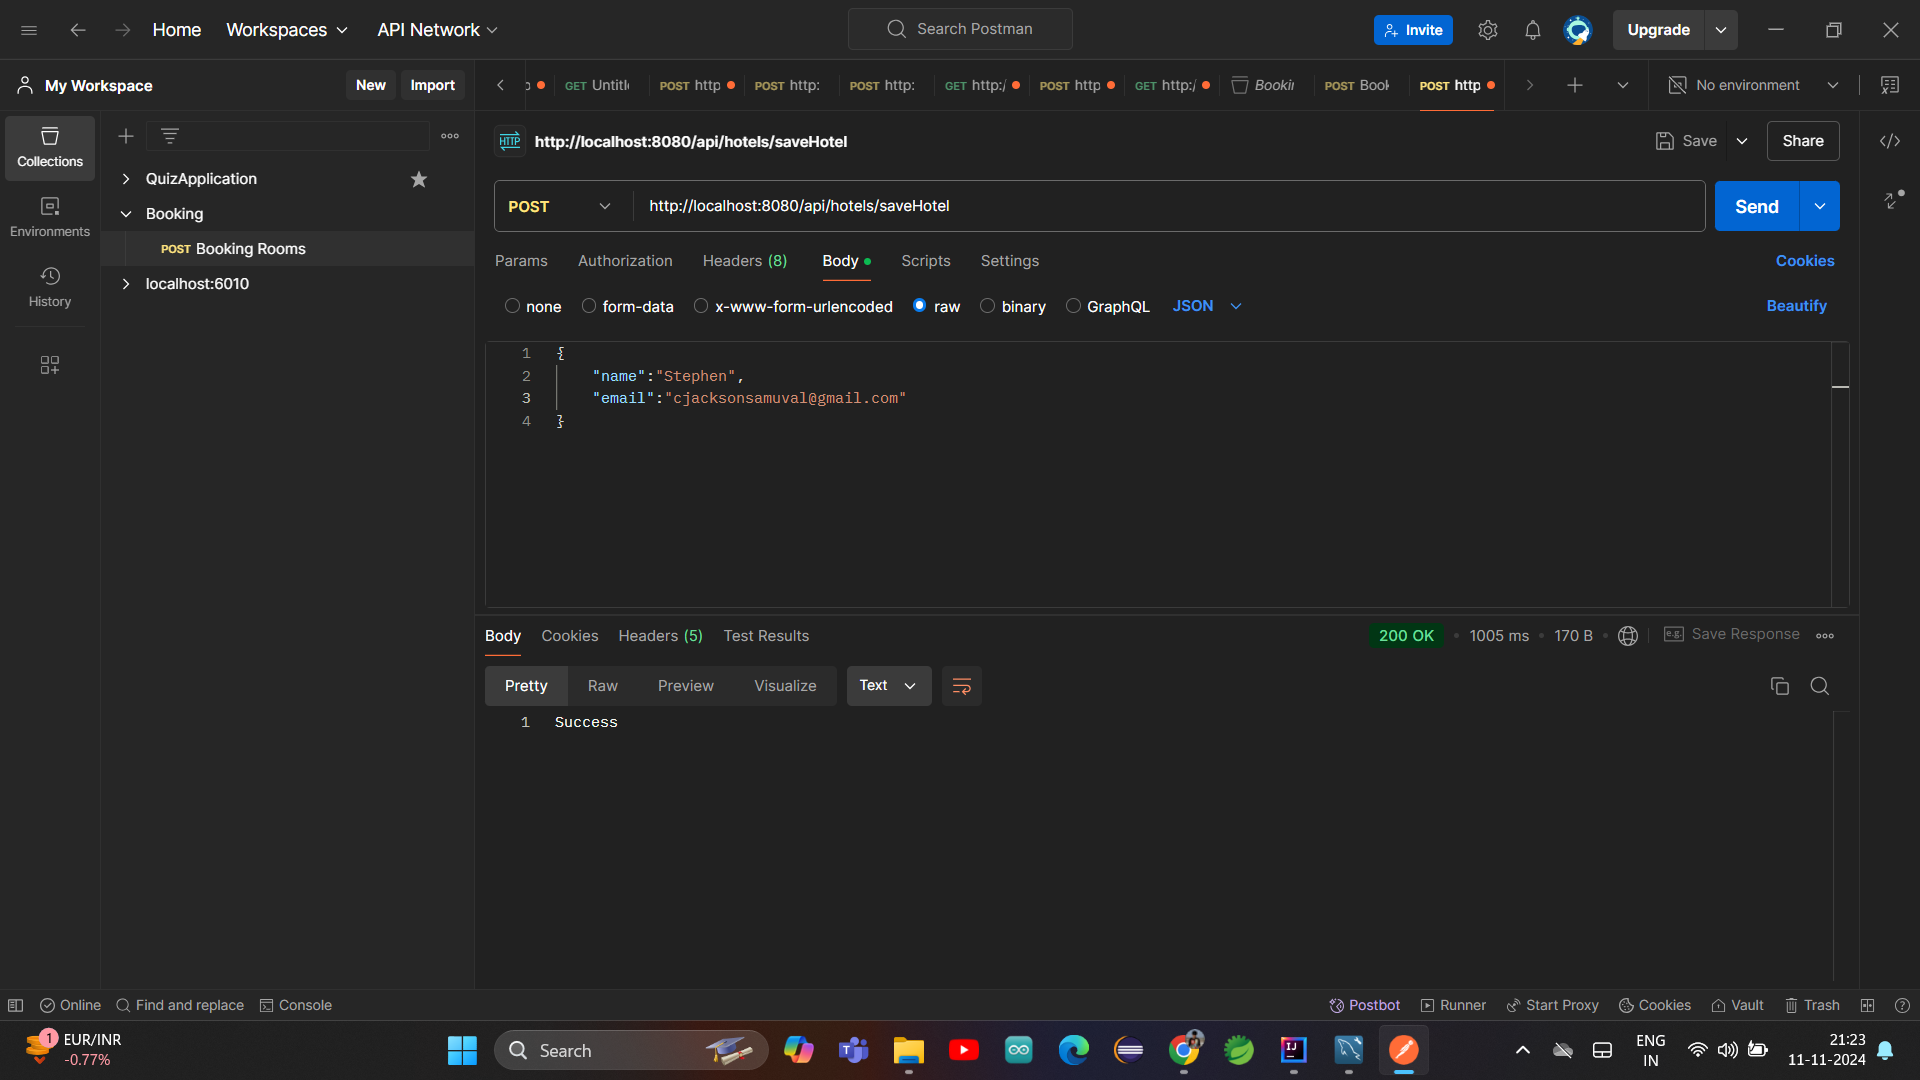 Home
Workspaces
API Network
Search Postman
Invite
Upgrade
My Workspace
New
Import
GET Untitl
POST http
POST http:
POST http:
GET http:/
POST http
GET http:/
Bookin
POST Book
POST http
No environment
Collections
Environments
History
QuizApplication
Booking
POST Booking Rooms
localhost:6010
HTTP http://localhost:8080/api/hotels/saveHotel
Save
Share
POST http://localhost:8080/api/hotels/saveHotel
Send
Params Authorization Headers (8) Body Scripts Settings Cookies
none form-data x-www-form-urlencoded raw binary GraphQL JSON Beautify
1 {
2 "name":"Stephen",
3 "email":"cjacksonsamuval@gmail.com"
4 }
Body Cookies Headers (5) Test Results
200 OK • 1005 ms • 170 B
e.g. Save Response
Pretty Raw Preview Visualize Text
1 Success
Online Find and replace Console
Postbot Runner Start Proxy Cookies Vault Trash
1
EUR/INR
-0.77%
Search
ENG
IN
21:23
11-11-2024